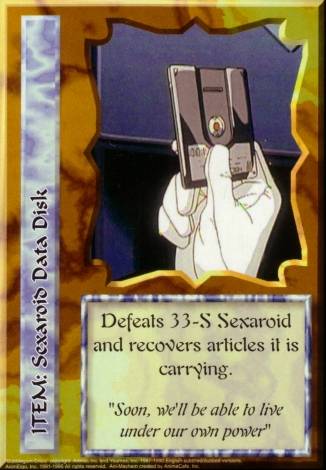 ITEM: Sexaroid Data Disk
Defeats 33-S Sexaroid
and recovers articles it is
carrying.
"Soon, we'll be able to live
under our own power"